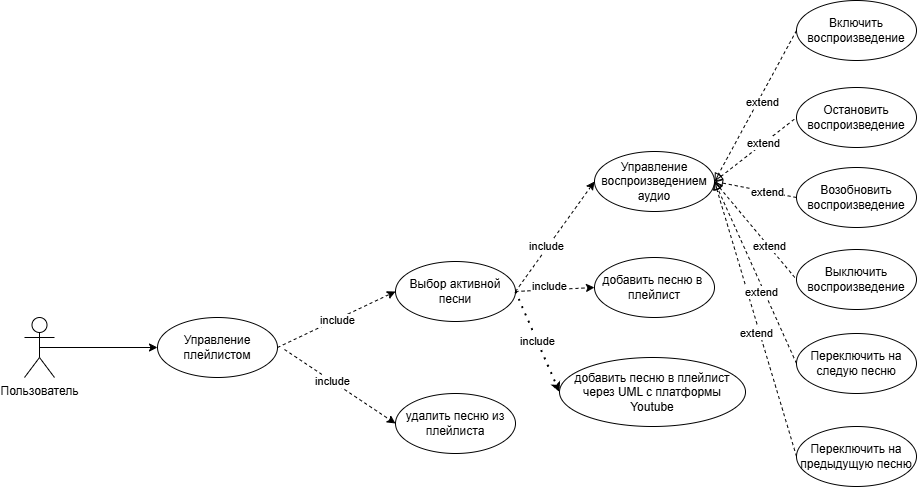 Включить
воспроизведение
extend
Остановить
воспроизведение
extend
Управление
воспроизведением
аудио
extend
Возобновить
воспроизведение
include
extend
Выключить
воспроизведение
Выбор активной
песни
include
добавить песню в
плейлист
extend
include
Управление
плейлистом
include
extend
Переключить на
следую песню
Пользователь
include
добавить песню в плейлист
через UML с платформы
Youtube
удалить песню из
плейлиста
Переключить на
предыдущую песню